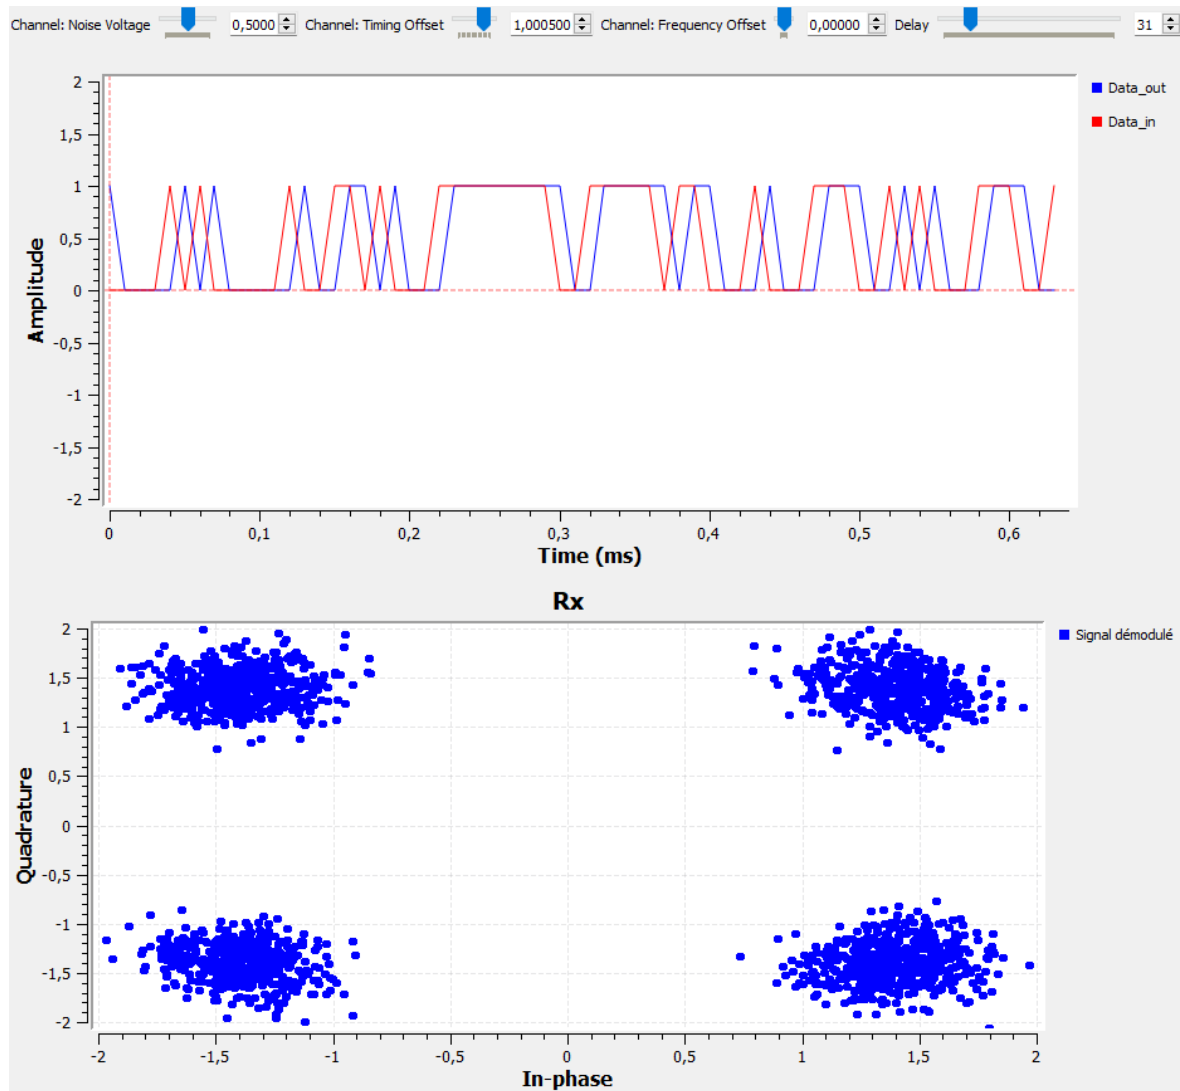 Channel: Noise Voltage 0,5000 Channel: Timing Offset 1,000500 Channel: Frequency Offset 0,00000 Delay 31
2
1,5
1
0,5
0
-0,5
-1
-1,5
-2
Amplitude
Data_out
Data_in
0 0,1 0,2 0,3 0,4 0,5 0,6
Time (ms)
Rx
2
1,5
1
0,5
0
-0,5
-1
-1,5
-2
Quadrature
Signal démodulé
-2 -1,5 -1 -0,5 0 0,5 1 1,5 2
In-phase